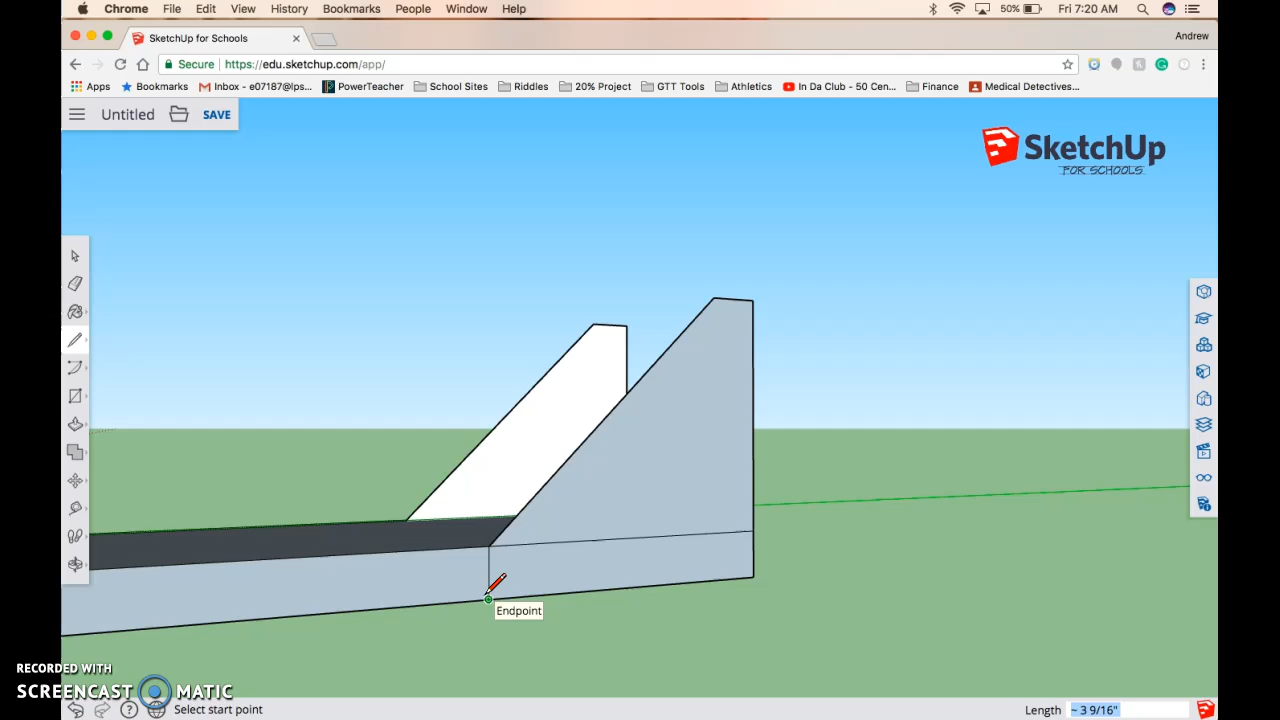 Chrome File Edit View History Bookmarks People Window Help 50% Fri 7:20 AM
SketchUp for Schools Andrew
Secure https://edu.sketchup.com/app/
Apps Bookmarks Inbox - e07187@lps... PowerTeacher School Sites Riddles 20% Project GTT Tools Athletics In Da Club - 50 Cen... Finance Medical Detectives...
Untitled SAVE
SketchUp
FOR SCHOOLS
Endpoint
RECORDED WITH
SCREENCAST MATIC
Select start point Length ~ 3 9/16"